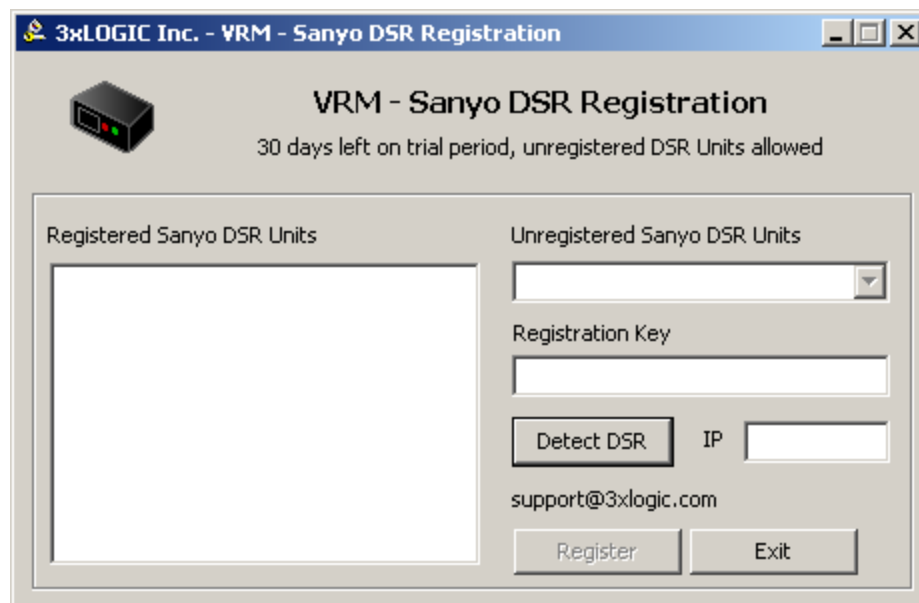 3xLOGIC Inc. - VRM - Sanyo DSR Registration
VRM - Sanyo DSR Registration
30 days left on trial period, unregistered DSR Units allowed
Registered Sanyo DSR Units
Unregistered Sanyo DSR Units
Registration Key
Detect DSR IP
support@3xlogic.com
Register Exit